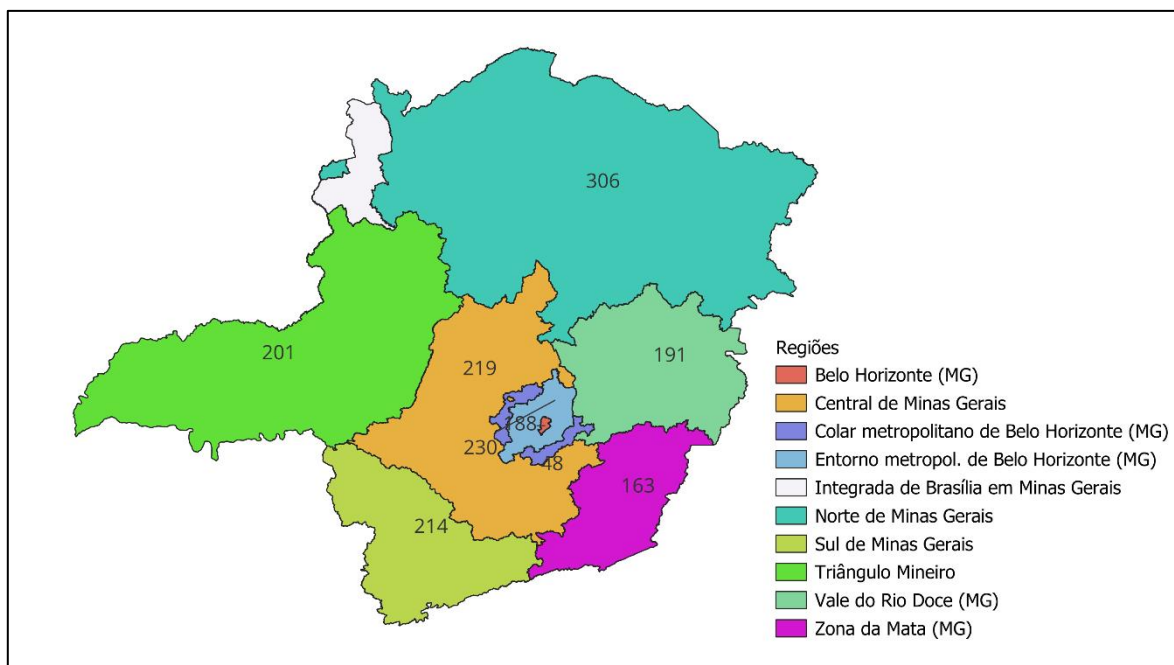 306
201
219
191
188
230
48
163
214
Regiões
Belo Horizonte (MG)
Central de Minas Gerais
Colar metropolitano de Belo Horizonte (MG)
Entorno metropol. de Belo Horizonte (MG)
Integrada de Brasília em Minas Gerais
Norte de Minas Gerais
Sul de Minas Gerais
Triângulo Mineiro
Vale do Rio Doce (MG)
Zona da Mata (MG)